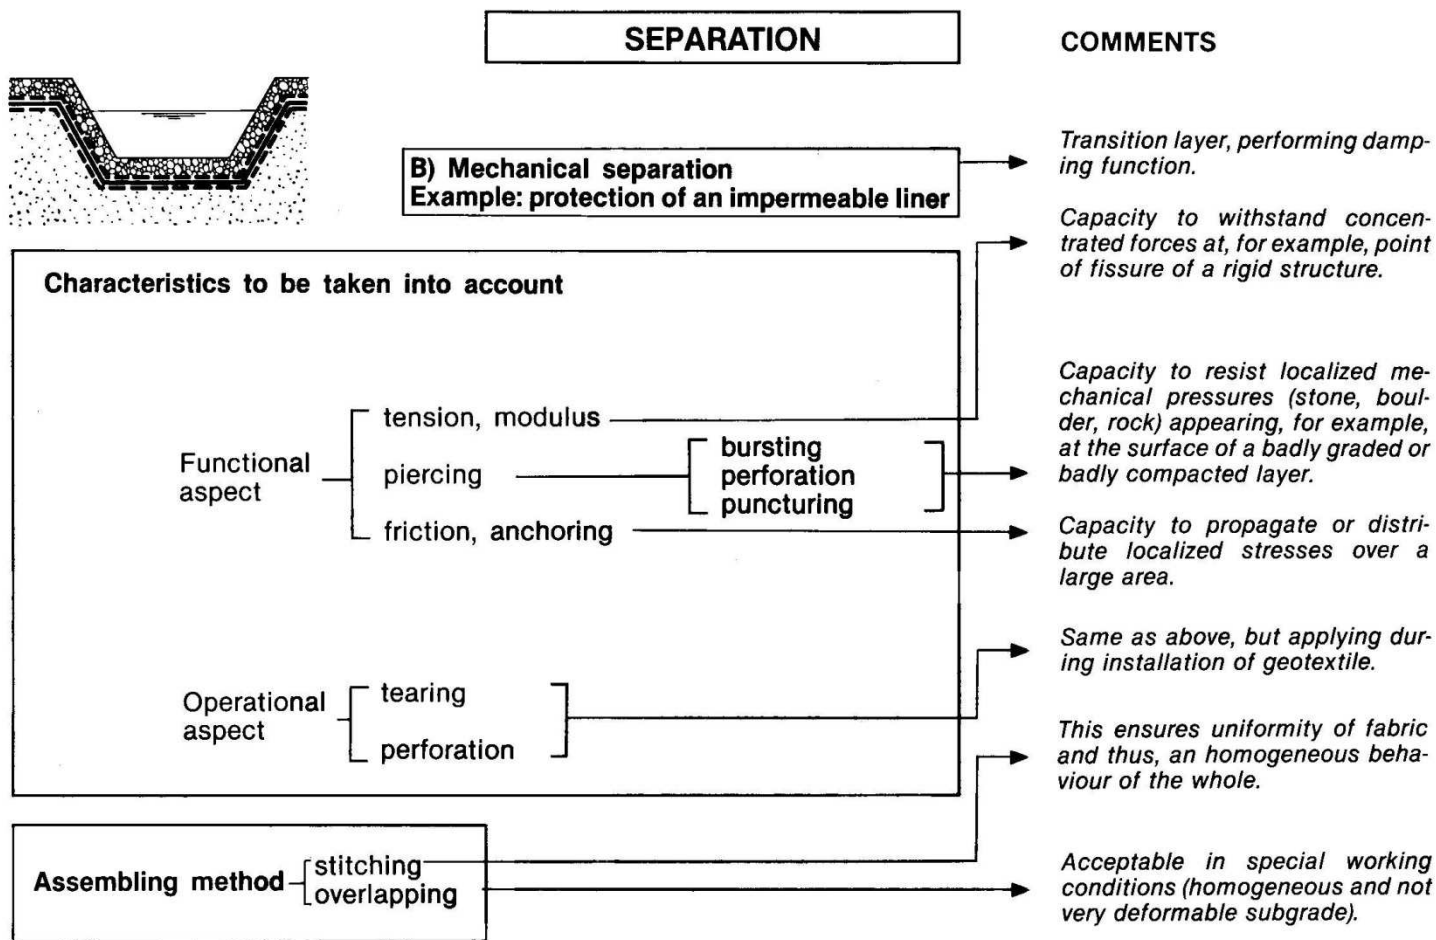 SEPARATION
COMMENTS
B) Mechanical separation
Example: protection of an impermeable liner
Transition layer, performing damp-
ing function.
Capacity to withstand concen-
trated forces at, for example, point
of fissure of a rigid structure.
Characteristics to be taken into account
Functional
aspect
tension, modulus
piercing
friction, anchoring
bursting
perforation
puncturing
Capacity to resist localized me-
chanical pressures (stone, boul-
der, rock) appearing, for example,
at the surface of a badly graded or
badly compacted layer.
Capacity to propagate or distri-
bute localized stresses over a
large area.
Operational
aspect
tearing
perforation
Same as above, but applying dur-
ing installation of geotextile.
This ensures uniformity of fabric
and thus, an homogeneous beha-
viour of the whole.
Assembling method
stitching
overlapping
Acceptable in special working
conditions (homogeneous and not
very deformable subgrade).